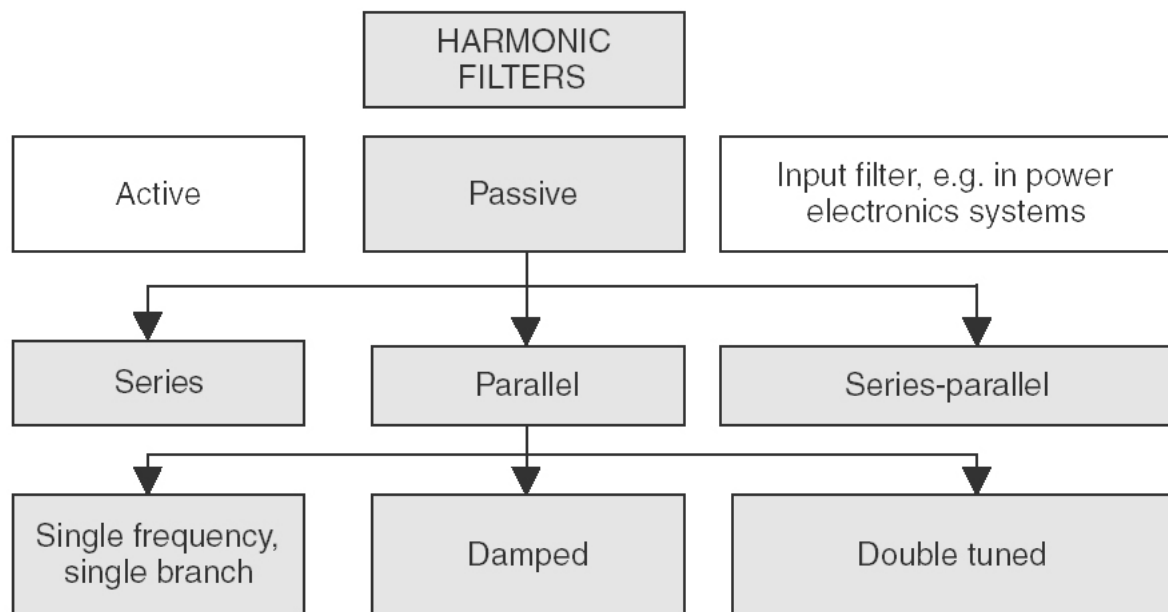 HARMONIC
FILTERS
Active
Passive
Input filter, e.g. in power
electronics systems
Series
Parallel
Series-parallel
Single frequency,
single branch
Damped
Double tuned